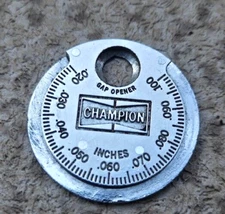 GAP OPENER
CHAMPION
INCHES
.020 .030 .040 .050 .060 .070 .080 .090 .100